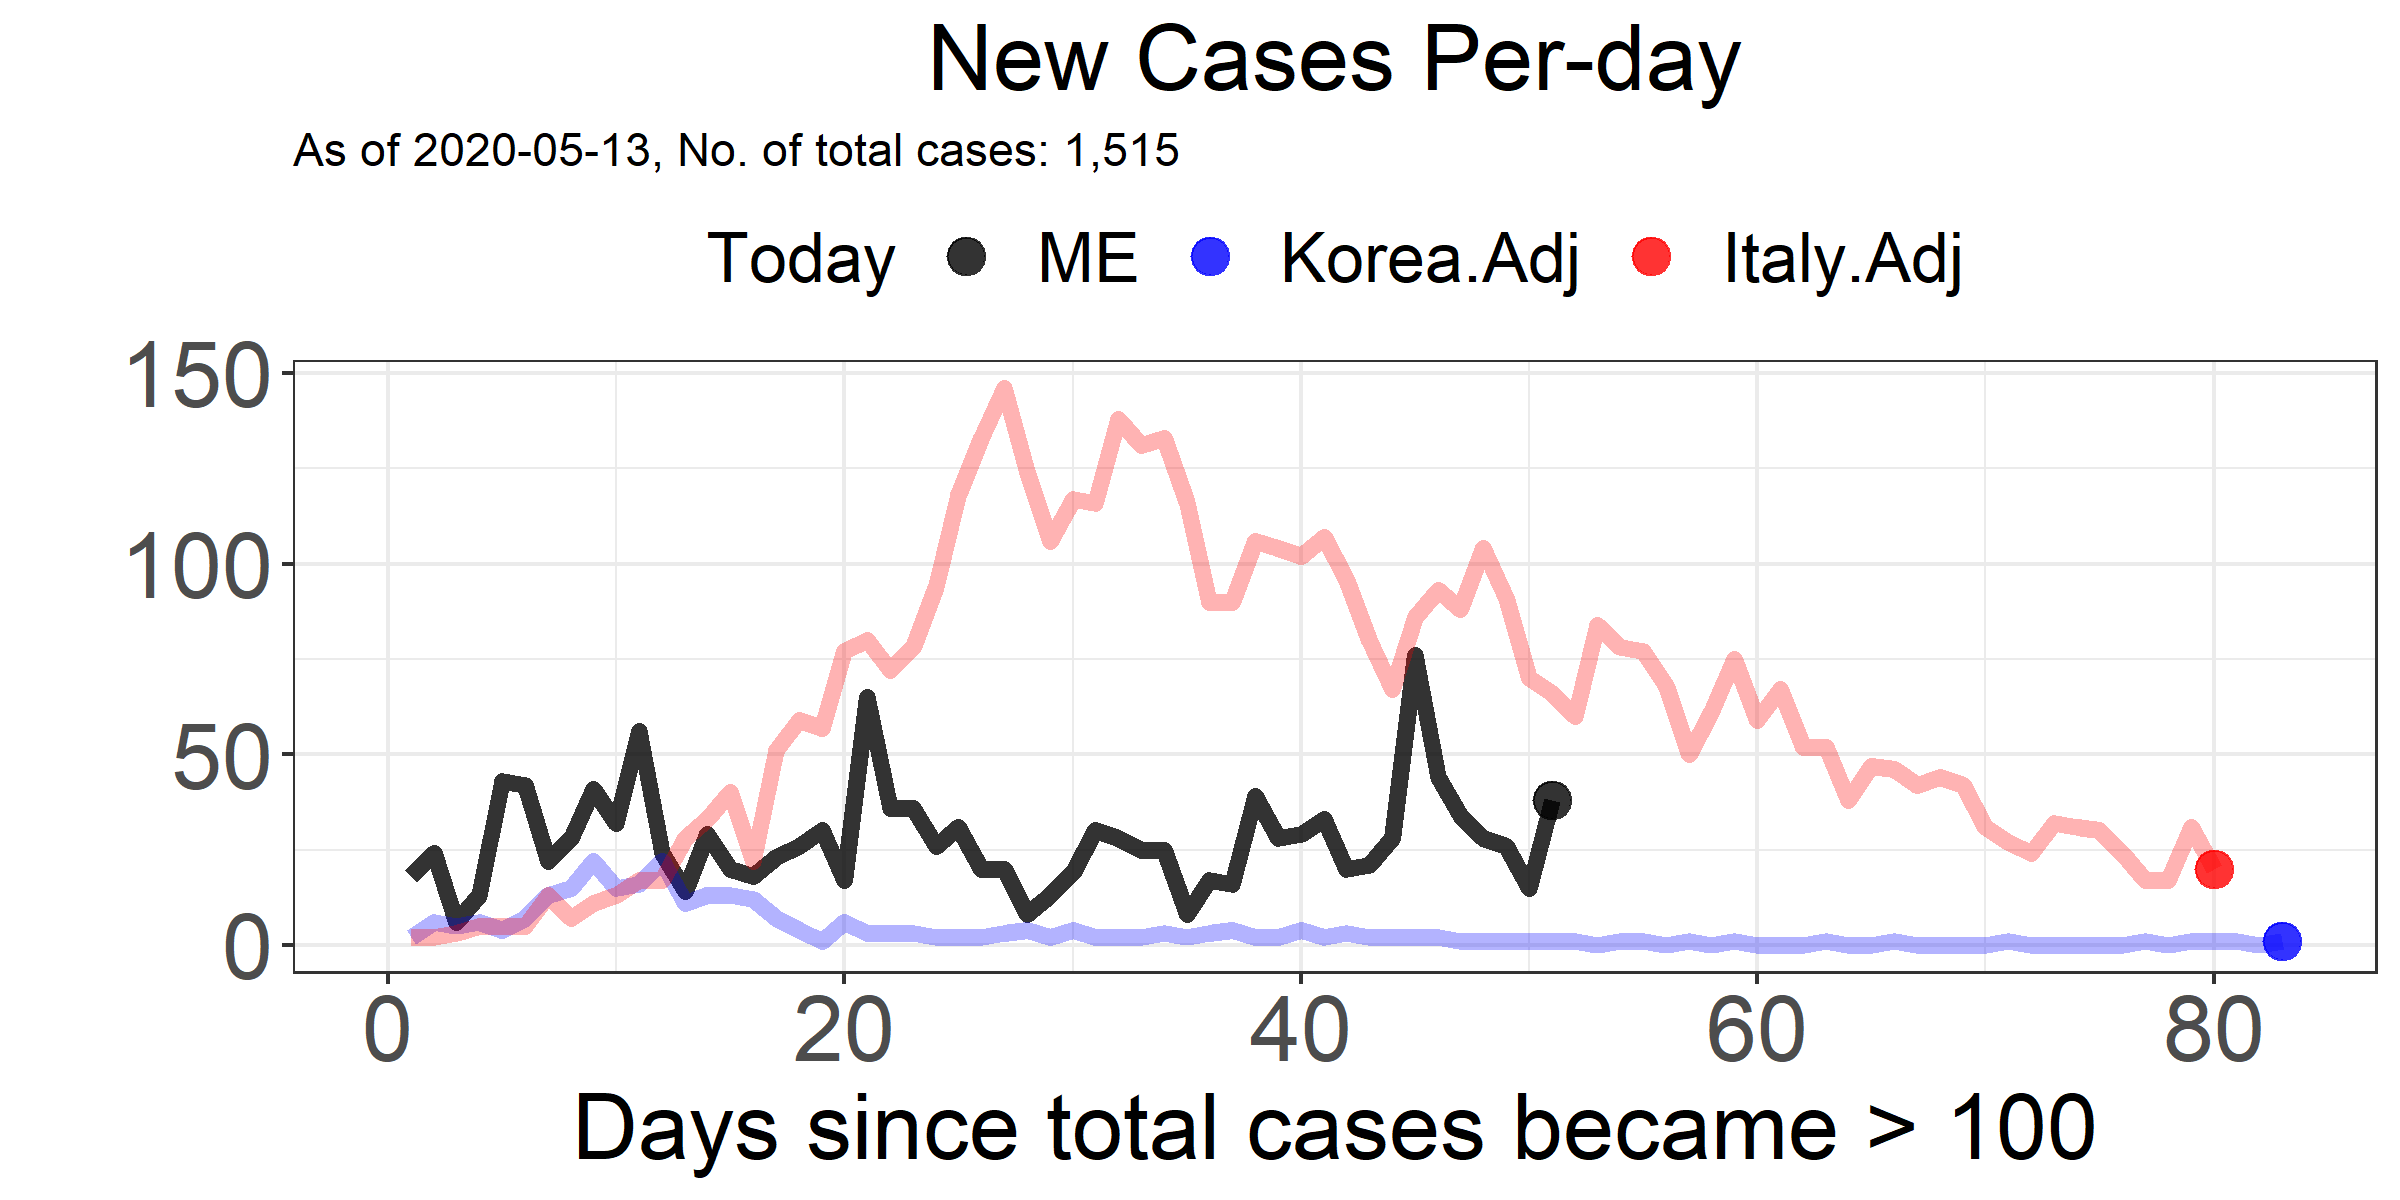 New Cases Per-day
As of 2020-05-13, No. of total cases: 1,515
Today ME Korea.Adj Italy.Adj
150
100
50
0
0 20 40 60 80
Days since total cases became > 100